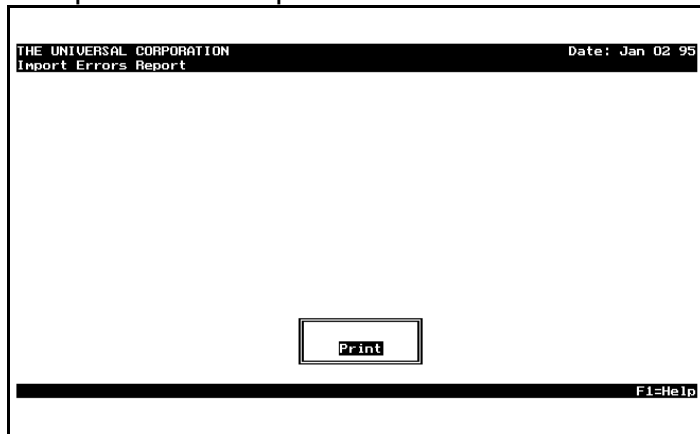 THE UNIVERSAL CORPORATION Date: Jan 02 95
Import Errors Report
Print
F1=Help